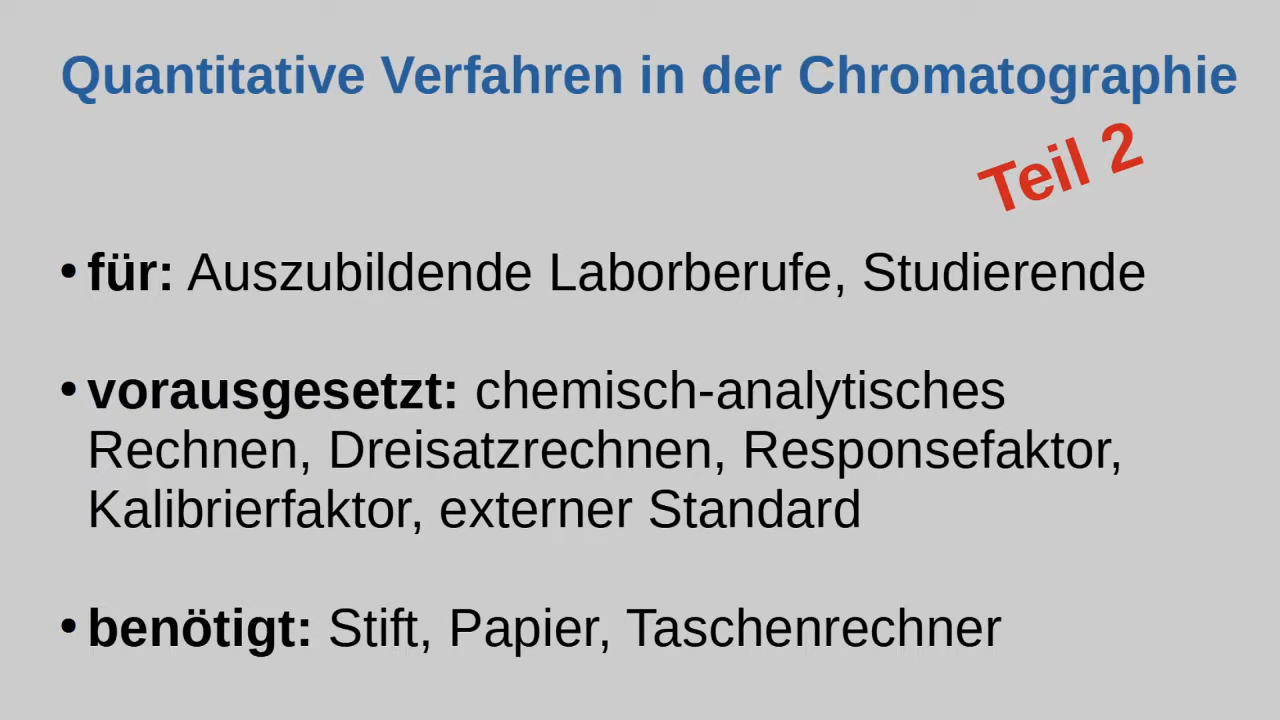 Quantitative Verfahren in der Chromatographie
Teil 2
• für: Auszubildende Laborberufe, Studierende
• vorausgesetzt: chemisch-analytisches
Rechnen, Dreisatzrechnen, Responsefaktor,
Kalibrierfaktor, externer Standard
• benötigt: Stift, Papier, Taschenrechner